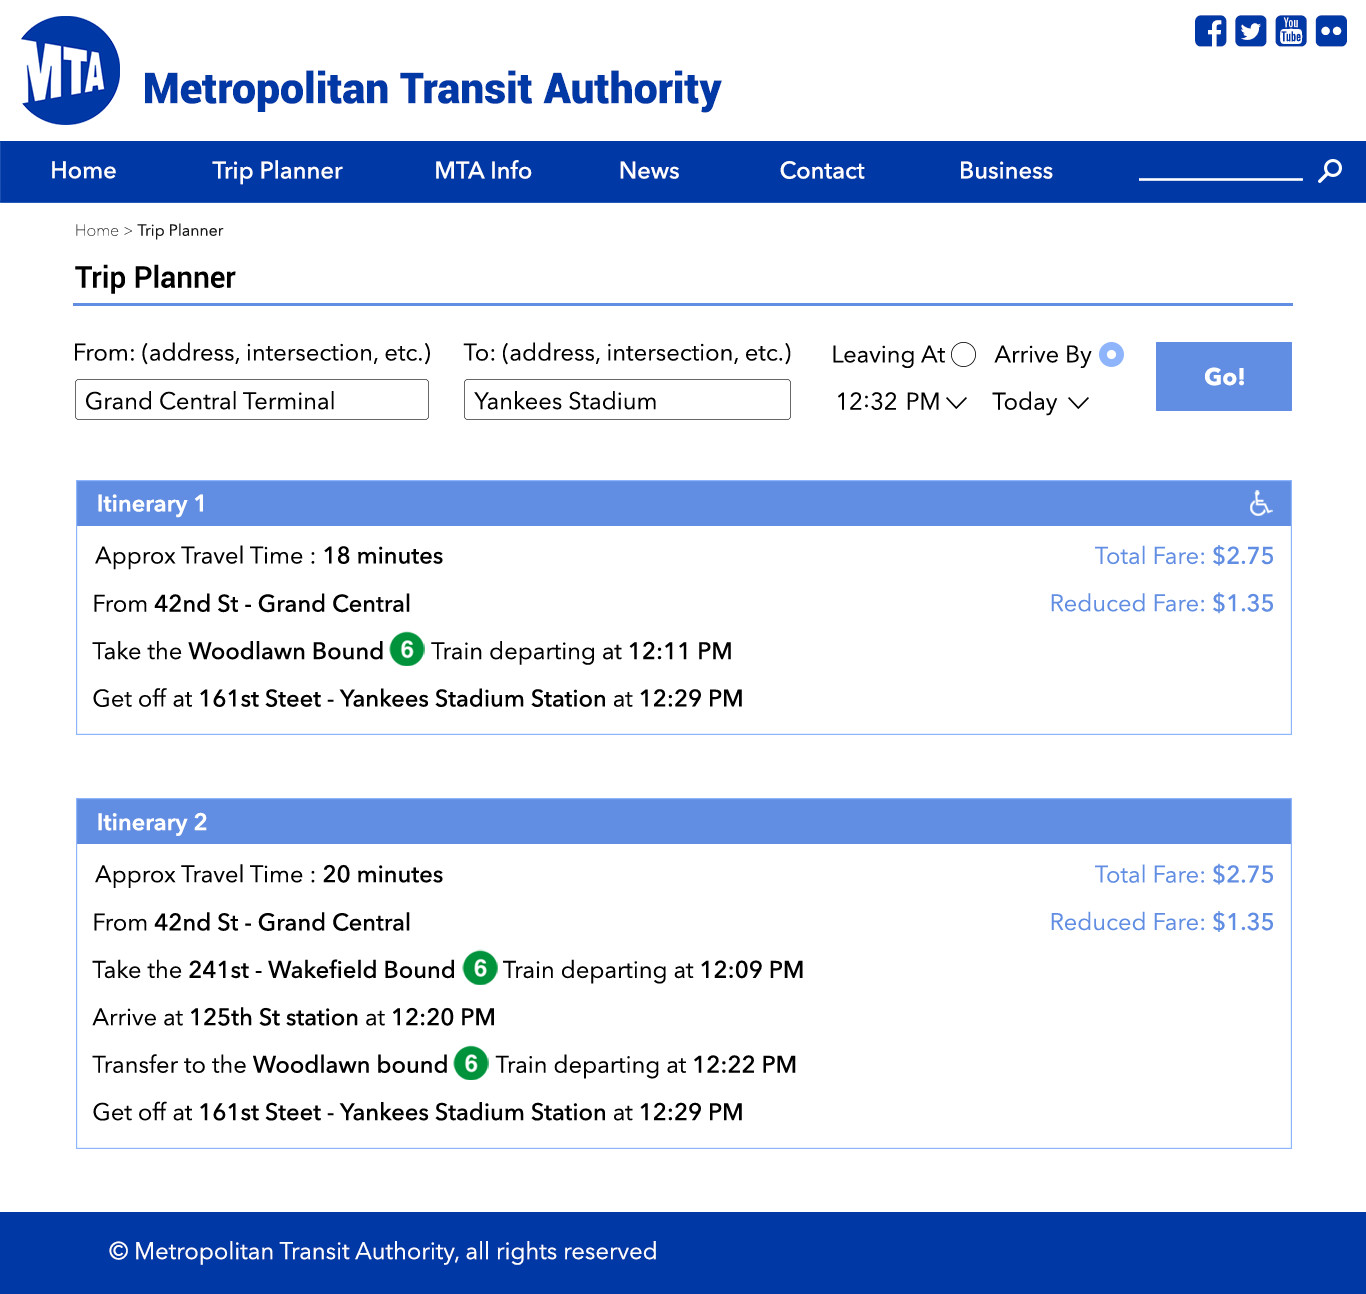 MTA
Metropolitan Transit Authority
You Tube
Home Trip Planner MTA Info News Contact Business
Home > Trip Planner
Trip Planner
From: (address, intersection, etc.) To: (address, intersection, etc.) Leaving At Arrive By
Go!
Grand Central Terminal Yankees Stadium 12:32 PM Today
Itinerary 1
Approx Travel Time : 18 minutes Total Fare: $2.75
From 42nd St - Grand Central Reduced Fare: $1.35
Take the Woodlawn Bound 6 Train departing at 12:11 PM
Get off at 161st Steet - Yankees Stadium Station at 12:29 PM
Itinerary 2
Approx Travel Time : 20 minutes Total Fare: $2.75
From 42nd St - Grand Central Reduced Fare: $1.35
Take the 241st - Wakefield Bound 6 Train departing at 12:09 PM
Arrive at 125th St station at 12:20 PM
Transfer to the Woodlawn bound 6 Train departing at 12:22 PM
Get off at 161st Steet - Yankees Stadium Station at 12:29 PM
© Metropolitan Transit Authority, all rights reserved